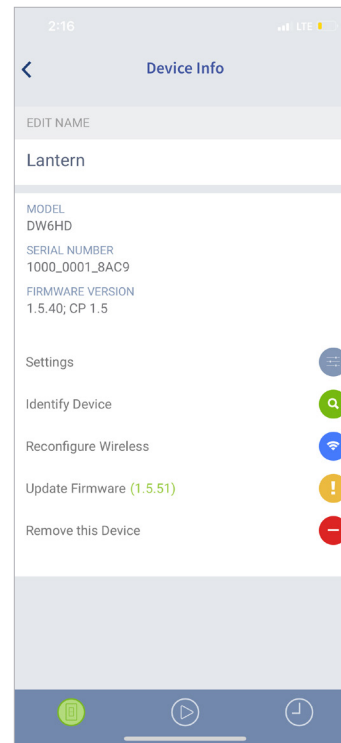 2:16
LTE
Device Info
EDIT NAME
Lantern
MODEL
DW6HD
SERIAL NUMBER
1000_0001_8AC9
FIRMWARE VERSION
1.5.40; CP 1.5
Settings
Identify Device
Reconfigure Wireless
Update Firmware (1.5.51)
Remove this Device